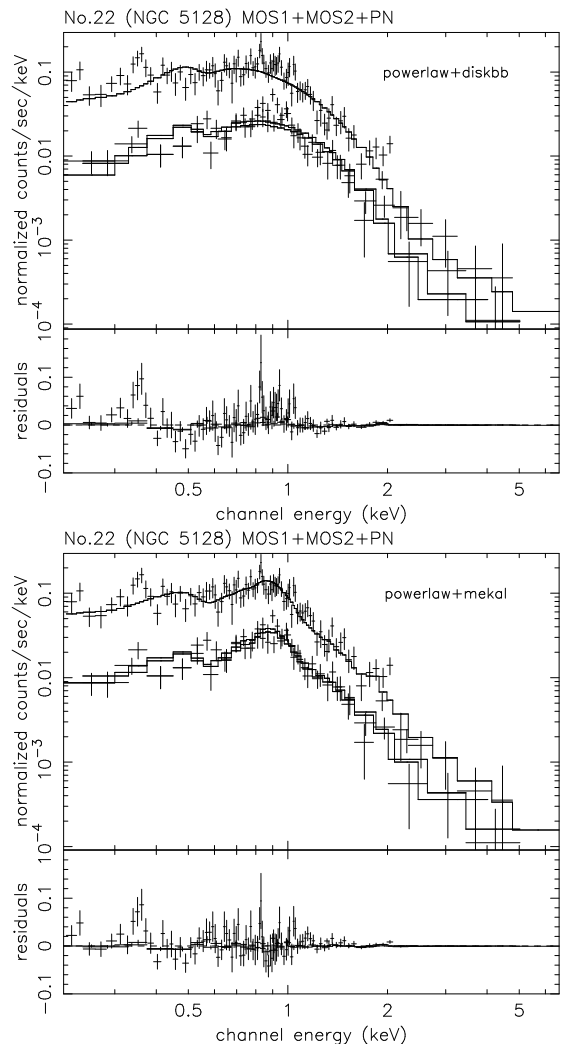 No.22 (NGC 5128) MOS1+MOS2+PN
powerlaw+diskbb
normalized counts/sec/keV
0.1
0.01
10−3
10−4
residuals
0.1
0
−0.1
0.5
1
2
5
channel energy (keV)
No.22 (NGC 5128) MOS1+MOS2+PN
powerlaw+mekal
normalized counts/sec/keV
0.1
0.01
10−3
10−4
residuals
0.1
0
−0.1
0.5
1
2
5
channel energy (keV)